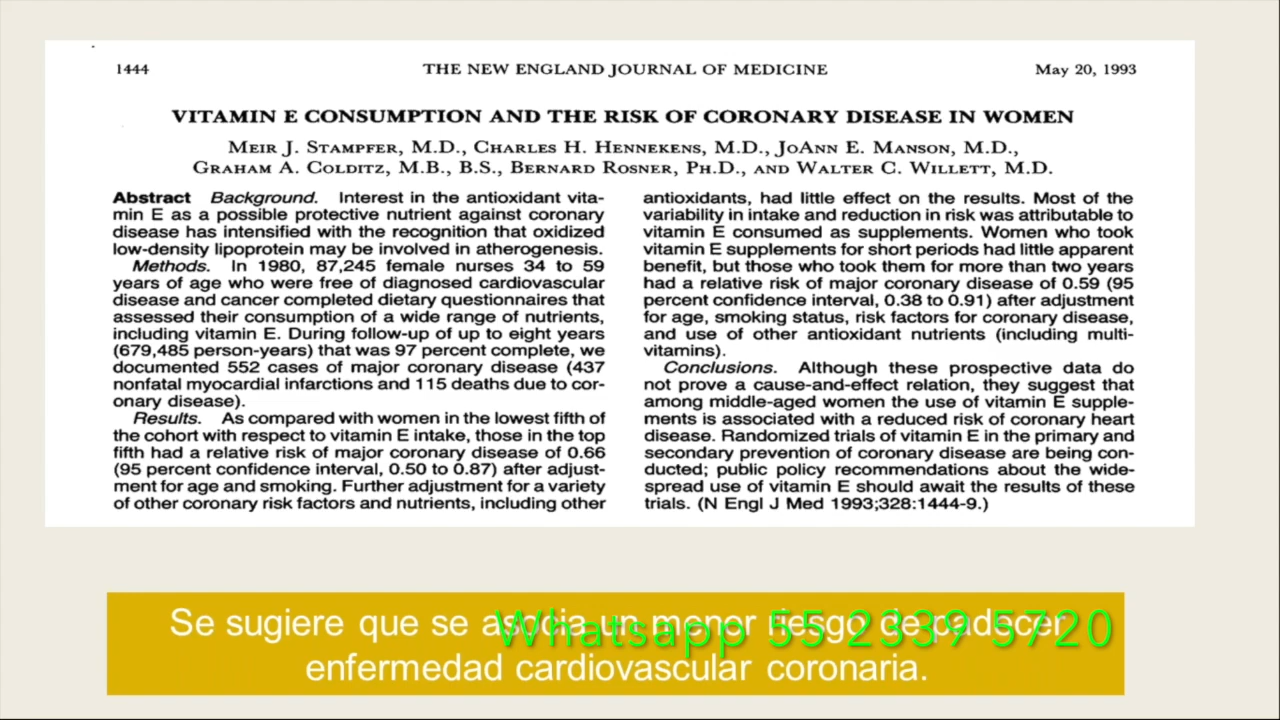 1444 THE NEW ENGLAND JOURNAL OF MEDICINE May 20, 1993
VITAMIN E CONSUMPTION AND THE RISK OF CORONARY DISEASE IN WOMEN
MEIR J. STAMPFER, M.D., CHARLES H. HENNEKENS, M.D., JOANN E. MANSON, M.D.,
GRAHAM A. COLDITZ, M.B., B.S., BERNARD ROSNER, PH.D., AND WALTER C. WILLETT, M.D.
Abstract Background. Interest in the antioxidant vita-
min E as a possible protective nutrient against coronary
disease has intensified with the recognition that oxidized
low-density lipoprotein may be involved in atherogenesis.
Methods. In 1980, 87,245 female nurses 34 to 59
years of age who were free of diagnosed cardiovascular
disease and cancer completed dietary questionnaires that
assessed their consumption of a wide range of nutrients,
including vitamin E. During follow-up of up to eight years
(679,485 person-years) that was 97 percent complete, we
documented 552 cases of major coronary disease (437
nonfatal myocardial infarctions and 115 deaths due to cor-
onary disease).
Results. As compared with women in the lowest fifth of
the cohort with respect to vitamin E intake, those in the top
fifth had a relative risk of major coronary disease of 0.66
(95 percent confidence interval, 0.50 to 0.87) after adjust-
ment for age and smoking. Further adjustment for a variety
of other coronary risk factors and nutrients, including other
antioxidants, had little effect on the results. Most of the
variability in intake and reduction in risk was attributable to
vitamin E consumed as supplements. Women who took
vitamin E supplements for short periods had little apparent
benefit, but those who took them for more than two years
had a relative risk of major coronary disease of 0.59 (95
percent confidence interval, 0.38 to 0.91) after adjustment
for age, smoking status, risk factors for coronary disease,
and use of other antioxidant nutrients (including multi-
vitamins).
Conclusions. Although these prospective data do
not prove a cause-and-effect relation, they suggest that
among middle-aged women the use of vitamin E supple-
ments is associated with a reduced risk of coronary heart
disease. Randomized trials of vitamin E in the primary and
secondary prevention of coronary disease are being con-
ducted; public policy recommendations about the wide-
spread use of vitamin E should await the results of these
trials. (N Engl J Med 1993;328:1444-9.)
Se sugiere que se asocia un menor riesgo de padecer
enfermedad cardiovascular coronaria.
Whatsapp 55 2339 5720